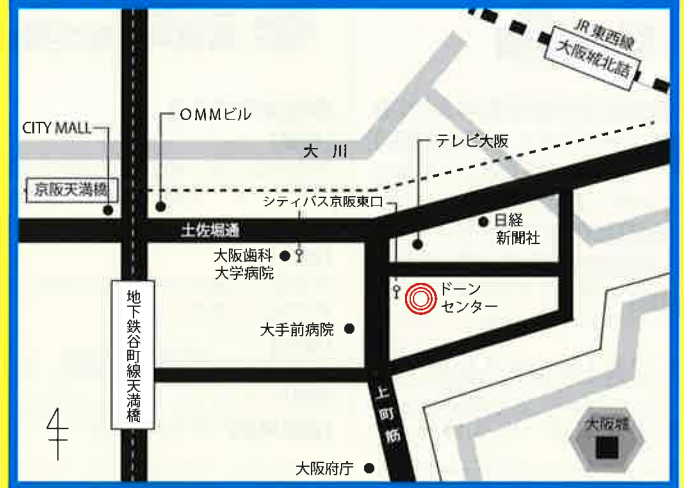 JR東西線
大阪城北詰
CITY MALL
OMMビル
大川
テレビ大阪
京阪天満橋
シティバス京阪東口
土佐堀通
日経
新聞社
大阪歯科
大学病院
ドーン
センター
地下鉄谷町線天満橋
大手前病院
上町筋
大阪城
大阪府庁